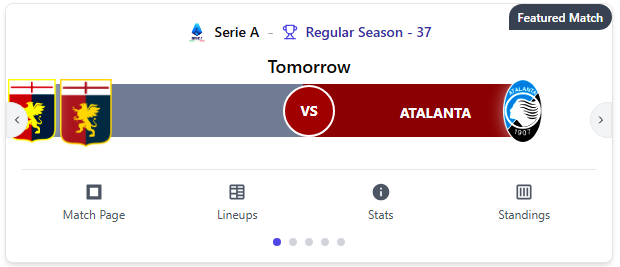 Featured Match
Serie A - Regular Season - 37
Tomorrow
VS
ATALANTA
ATALANTA
1907
Match Page
Lineups
Stats
Standings